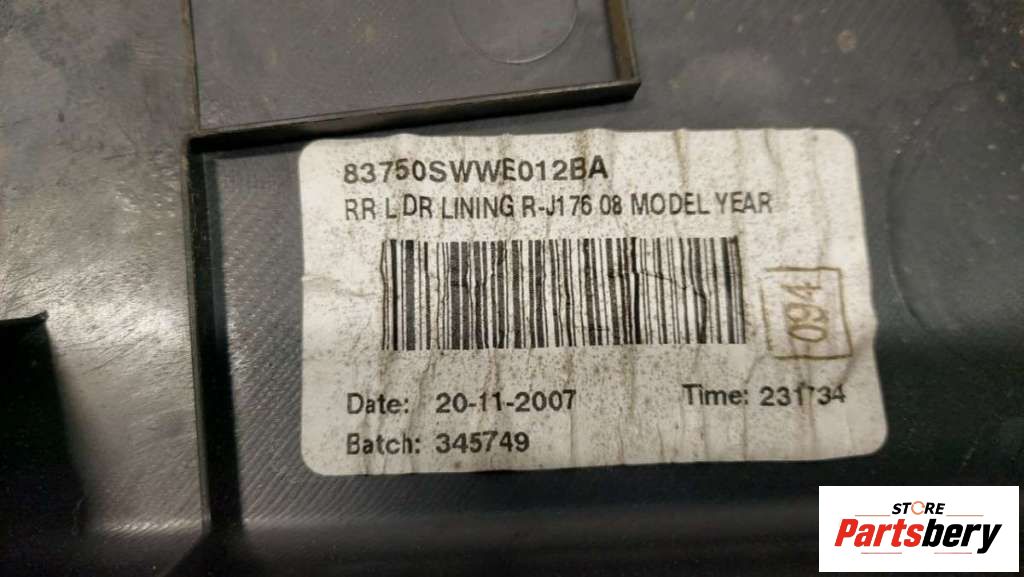 83750SWWE012BA
RR L DR LINING R-J176 08 MODEL YEAR
094
Date: 20-11-2007 Time: 231734
Batch: 345749
STORE
Partsbery